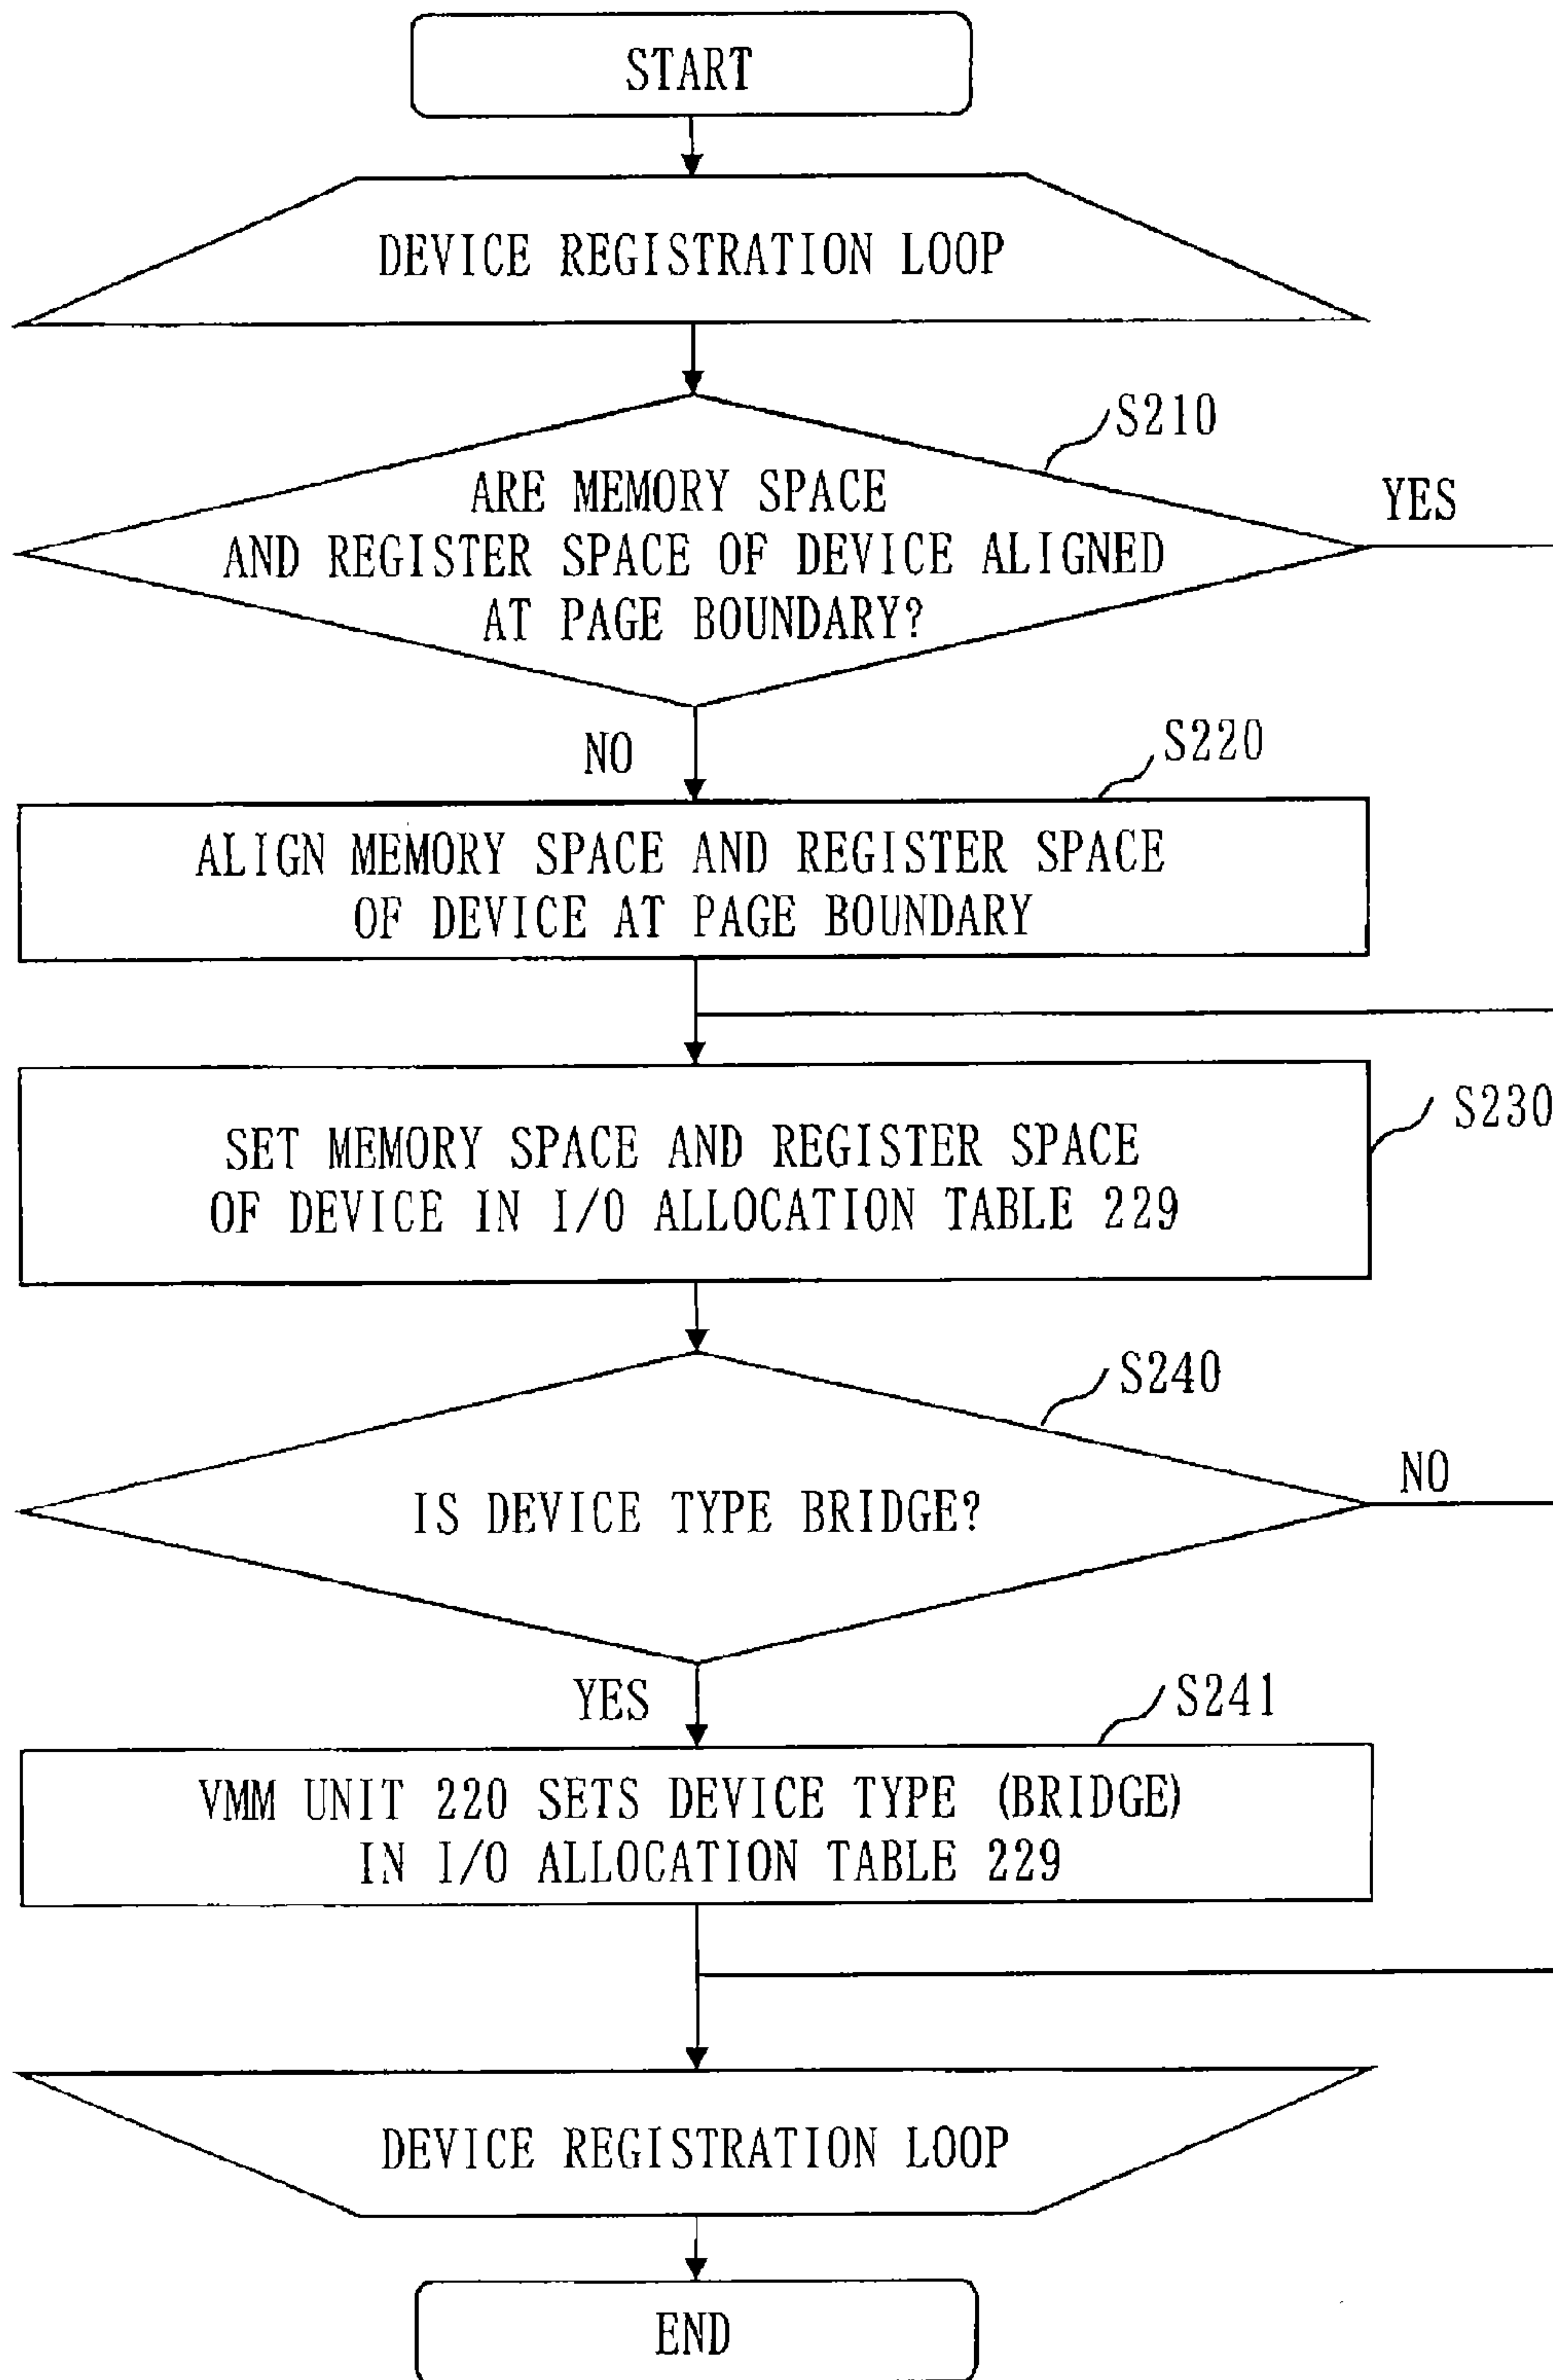 START
DEVICE REGISTRATION LOOP
S210
ARE MEMORY SPACE
YES
AND REGISTER SPACE OF DEVICE ALIGNED
AT PAGE BOUNDARY?
NO
S220
ALIGN MEMORY SPACE AND REGISTER SPACE
OF DEVICE AT PAGE BOUNDARY
S230
SET MEMORY SPACE AND REGISTER SPACE
OF DEVICE IN I/O ALLOCATION TABLE 229
S240
NO
IS DEVICE TYPE BRIDGE?
YES
S241
VMM UNIT 220 SETS DEVICE TYPE (BRIDGE)
IN I/O ALLOCATION TABLE 229
DEVICE REGISTRATION LOOP
END